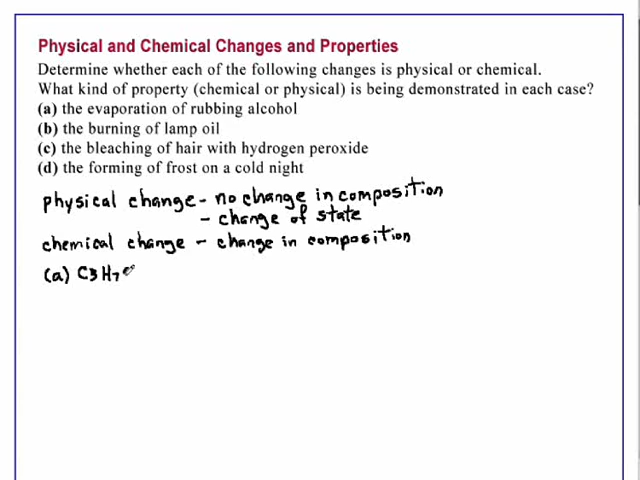 Physical and Chemical Changes and Properties
Determine whether each of the following changes is physical or chemical.
What kind of property (chemical or physical) is being demonstrated in each case?
(a) the evaporation of rubbing alcohol
(b) the burning of lamp oil
(c) the bleaching of hair with hydrogen peroxide
(d) the forming of frost on a cold night
physical change - no change in composition
- change of state
chemical change - change in composition
(a) C3H7